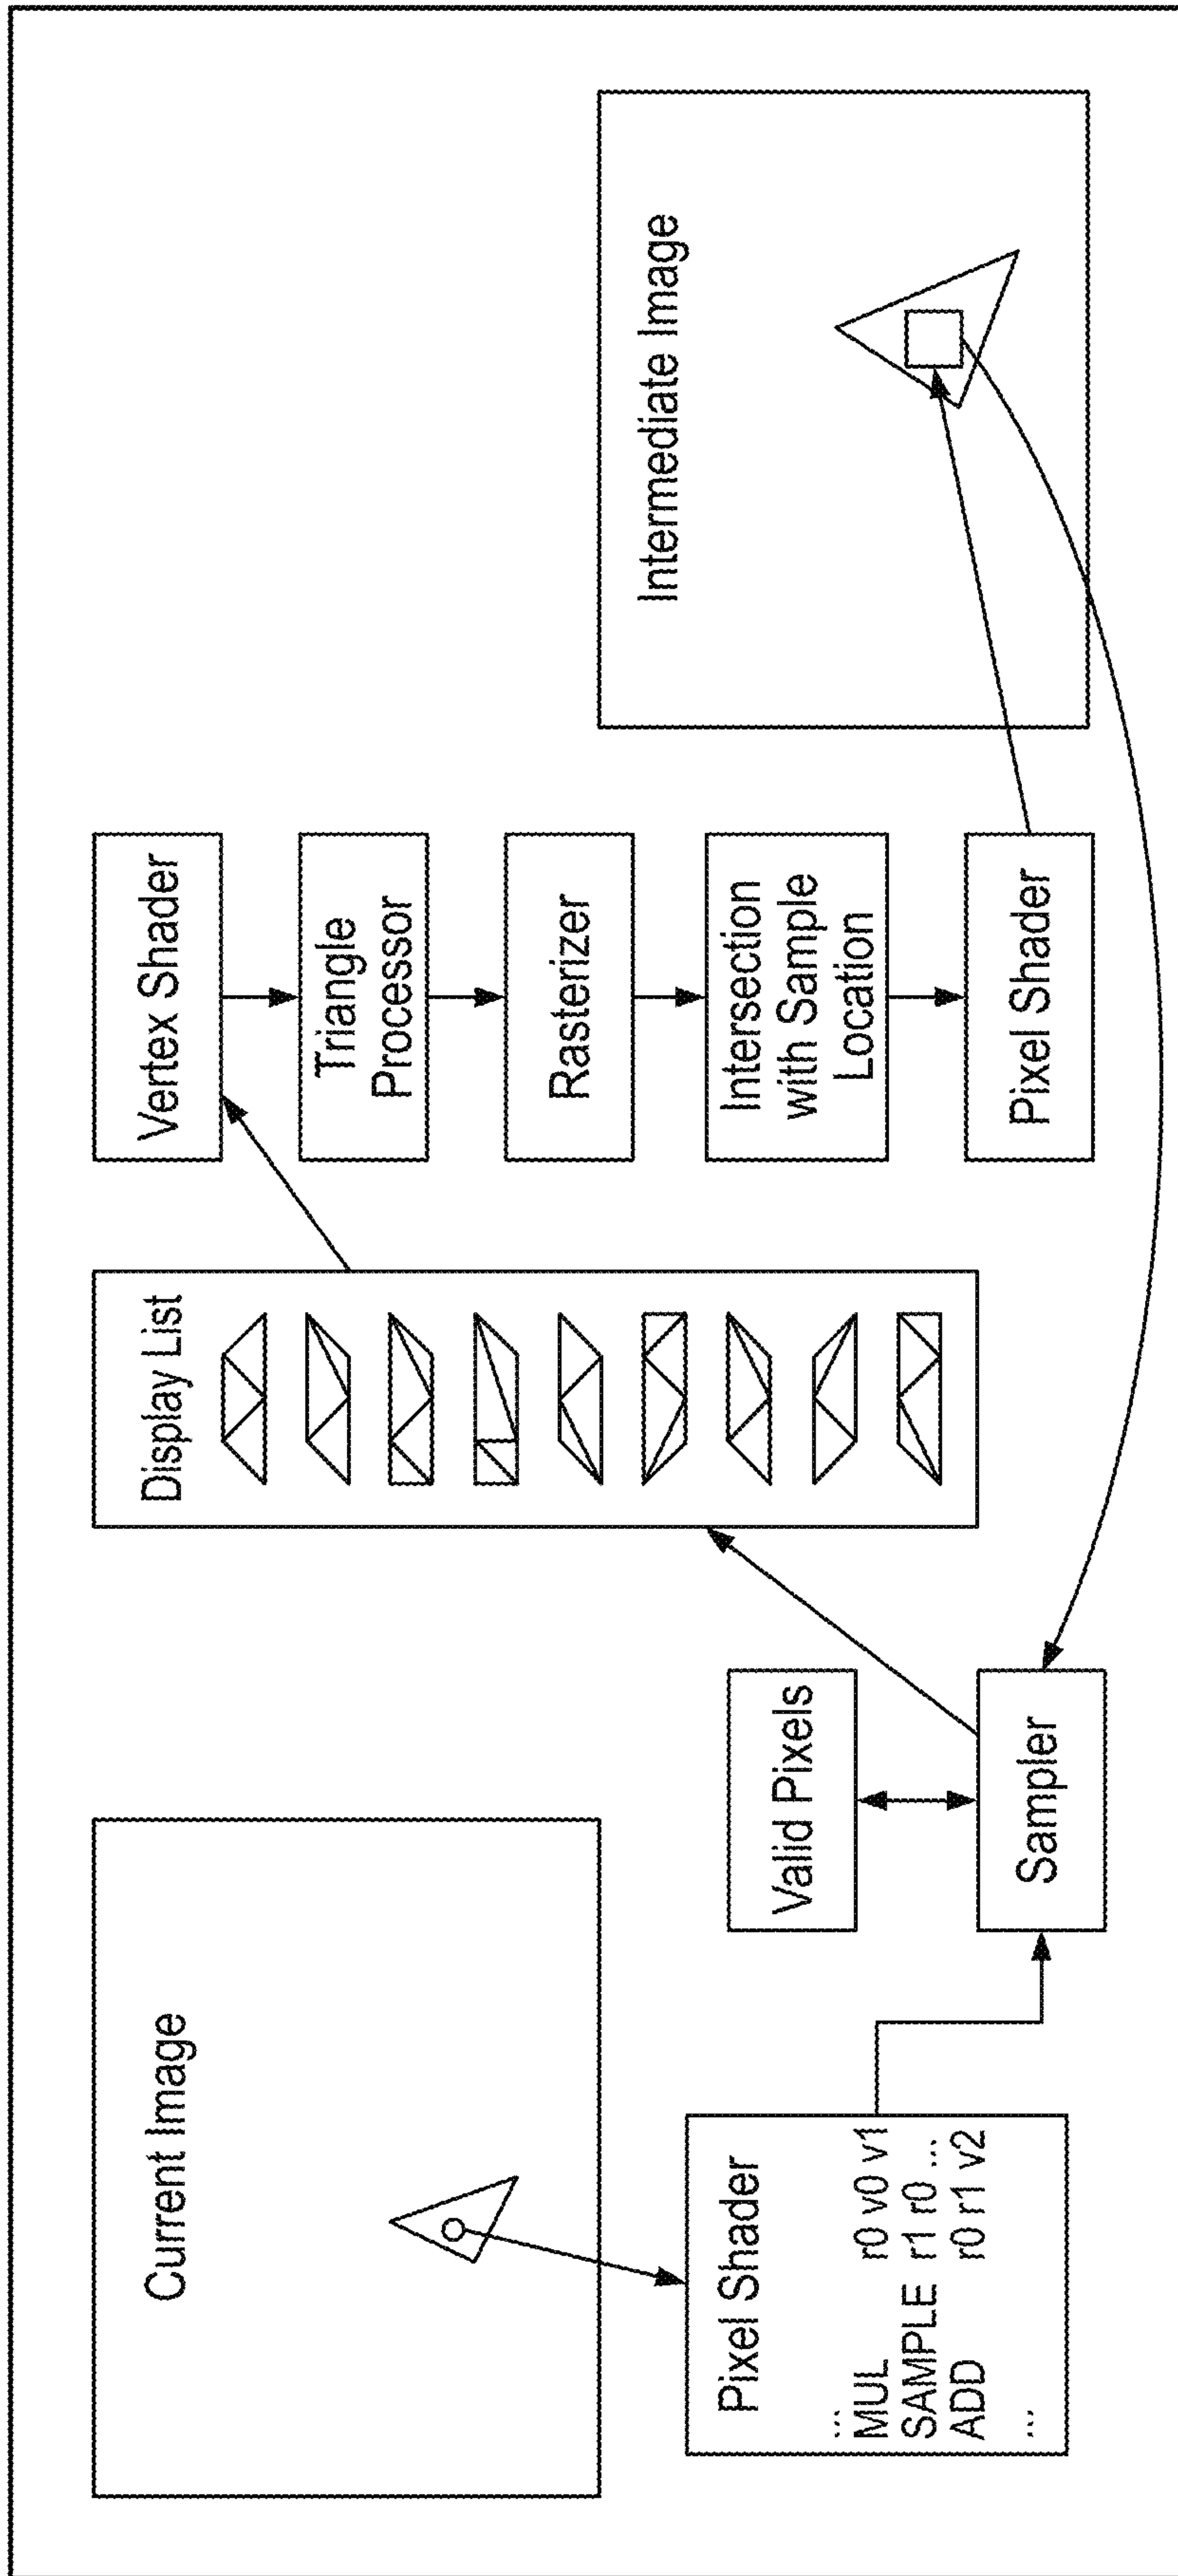 Current Image
Pixel Shader
...
MUL r0 v0 v1
SAMPLE r1 r0 ...
ADD r0 r1 v2
...
Valid Pixels
Sampler
Display List
Vertex Shader
Triangle
Processor
Rasterizer
Intersection
with Sample
Location
Pixel Shader
Intermediate Image